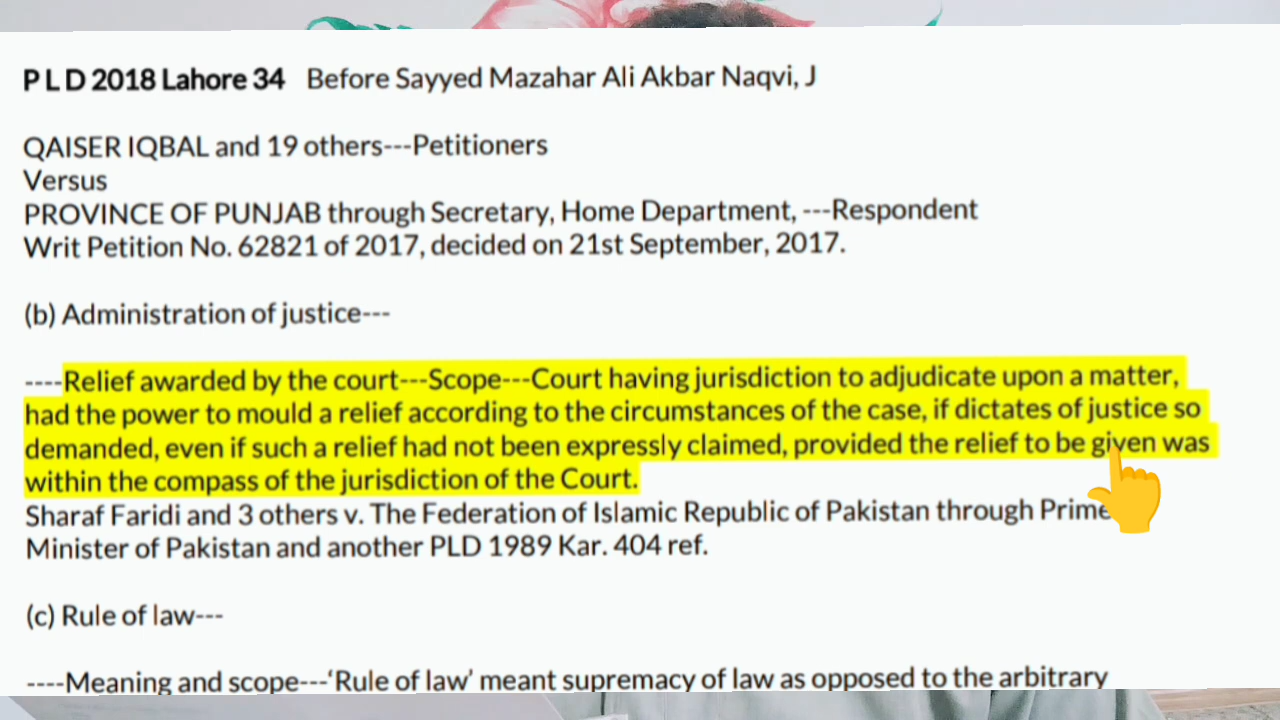 P L D 2018 Lahore 34 Before Sayyed Mazahar Ali Akbar Naqvi, J
QAISER IQBAL and 19 others---Petitioners
Versus
PROVINCE OF PUNJAB through Secretary, Home Department, ---Respondent
Writ Petition No. 62821 of 2017, decided on 21st September, 2017.
(b) Administration of justice---
----Relief awarded by the court---Scope---Court having jurisdiction to adjudicate upon a matter,
had the power to mould a relief according to the circumstances of the case, if dictates of justice so
demanded, even if such a relief had not been expressly claimed, provided the relief to be given was
within the compass of the jurisdiction of the Court.
Sharaf Faridi and 3 others v. The Federation of Islamic Republic of Pakistan through Prime
Minister of Pakistan and another PLD 1989 Kar. 404 ref.
(c) Rule of law---
----Meaning and scope---‘Rule of law’ meant supremacy of law as opposed to the arbitrary